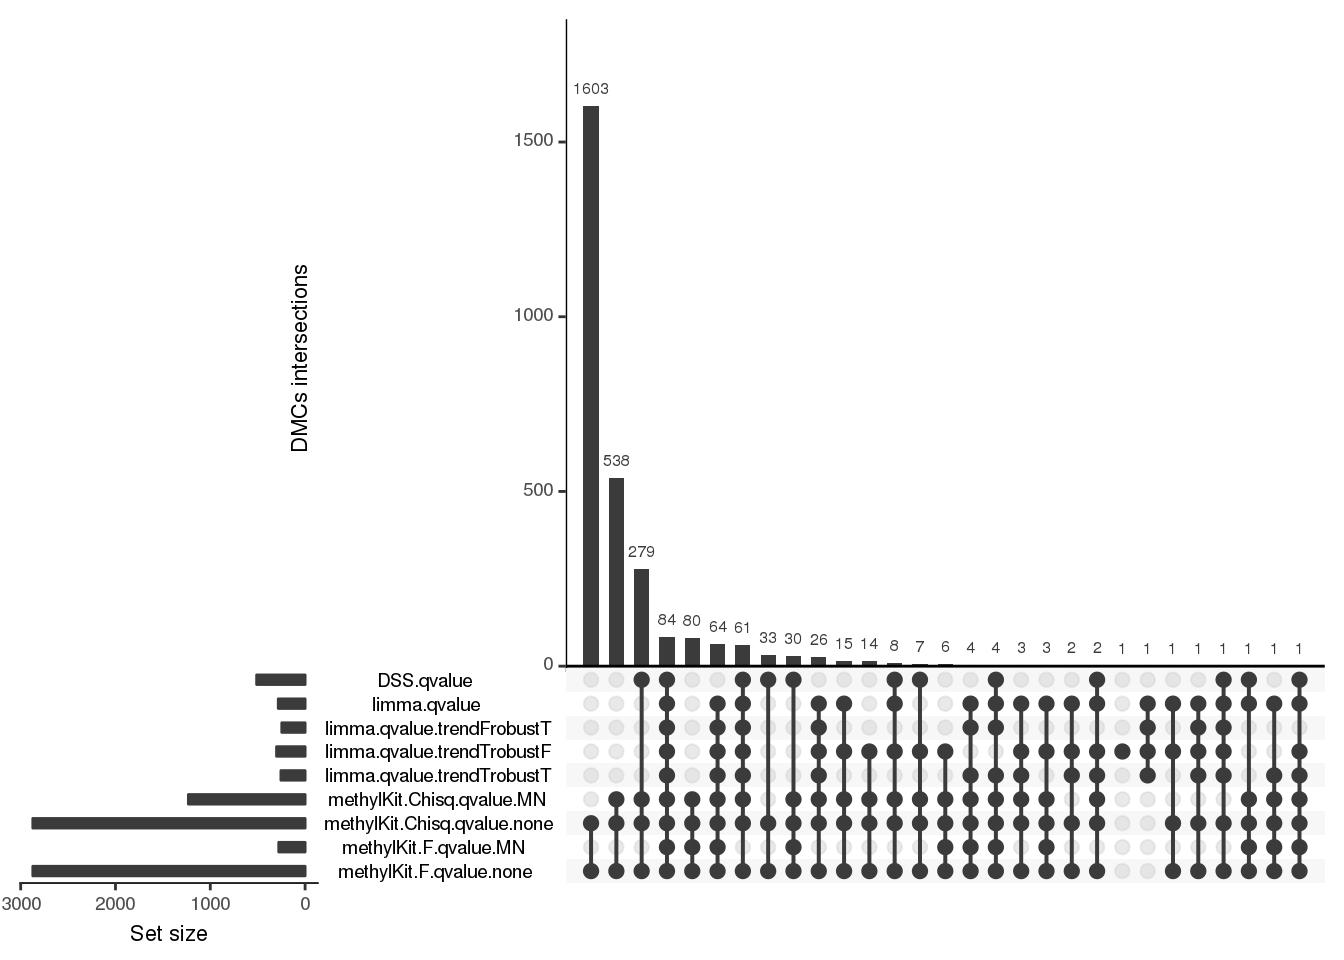 1603
1500
DMCs intersections
1000
538
500
279
84 80 64 61 33 30 26 15 14 8 7 6 4 4 3 3 2 2 1 1 1 1 1 1 1 1
0
DSS.qvalue
limma.qvalue
limma.qvalue.trendFrobustT
limma.qvalue.trendTrobustF
limma.qvalue.trendTrobustT
methylKit.Chisq.qvalue.MN
methylKit.Chisq.qvalue.none
methylKit.F.qvalue.MN
methylKit.F.qvalue.none
3000 2000 1000 0
Set size